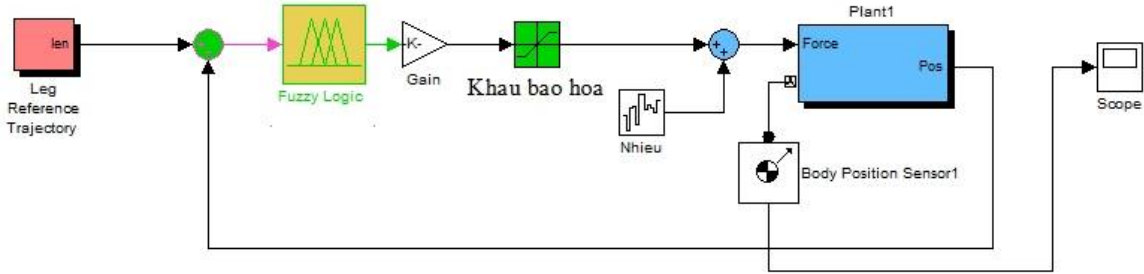 Plant1
len
Force
Pos
K-
Gain
Fuzzy Logic
Khau bao hoa
Leg
Reference
Trajectory
Nhieu
Scope
Body Position Sensor1
+
+